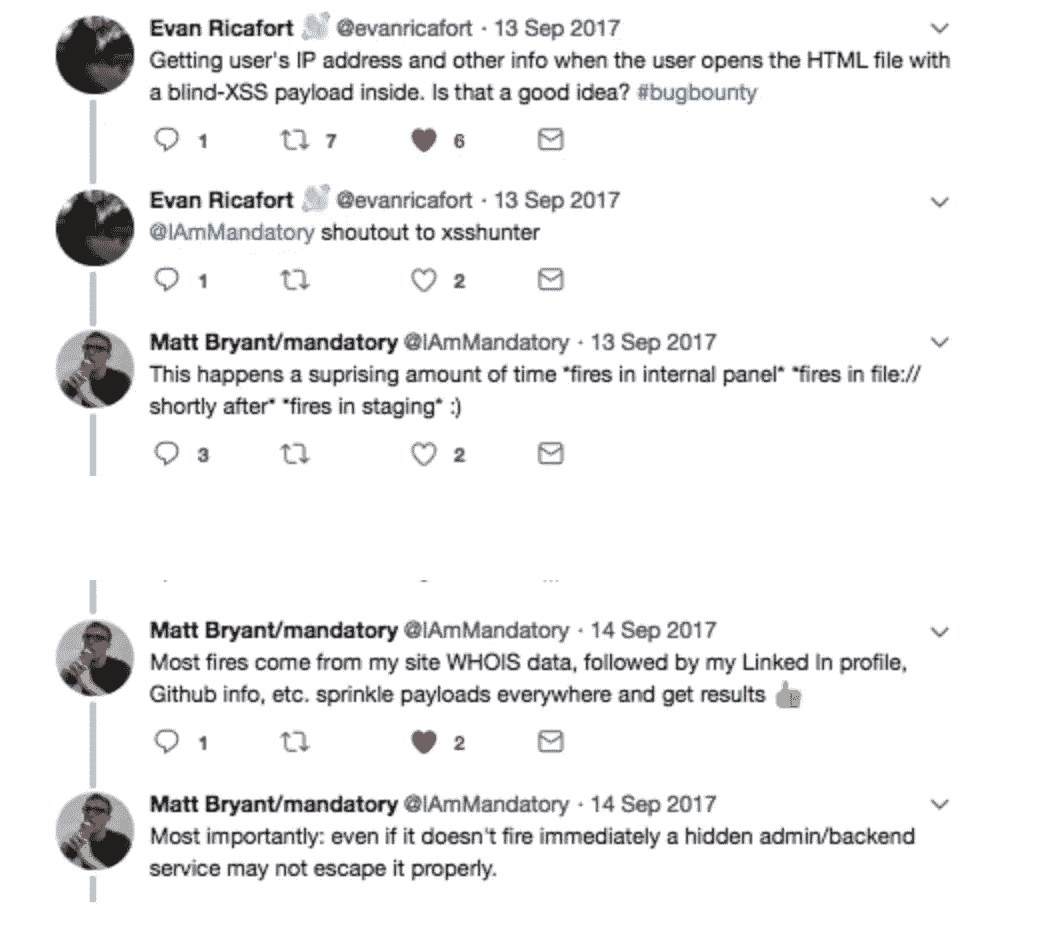 Evan Ricafort @evanricafort · 13 Sep 2017
Getting user's IP address and other info when the user opens the HTML file with
a blind-XSS payload inside. Is that a good idea? #bugbounty
1 7 6
Evan Ricafort @evanricafort · 13 Sep 2017
@IAmMandatory shoutout to xsshunter
1 2
Matt Bryant/mandatory @IAmMandatory · 13 Sep 2017
This happens a suprising amount of time *fires in internal panel* *fires in file://
shortly after* *fires in staging* :)
3 2
Matt Bryant/mandatory @IAmMandatory · 14 Sep 2017
Most fires come from my site WHOIS data, followed by my Linked In profile,
Github info, etc. sprinkle payloads everywhere and get results
1 2
Matt Bryant/mandatory @IAmMandatory · 14 Sep 2017
Most importantly: even if it doesn't fire immediately a hidden admin/backend
service may not escape it properly.